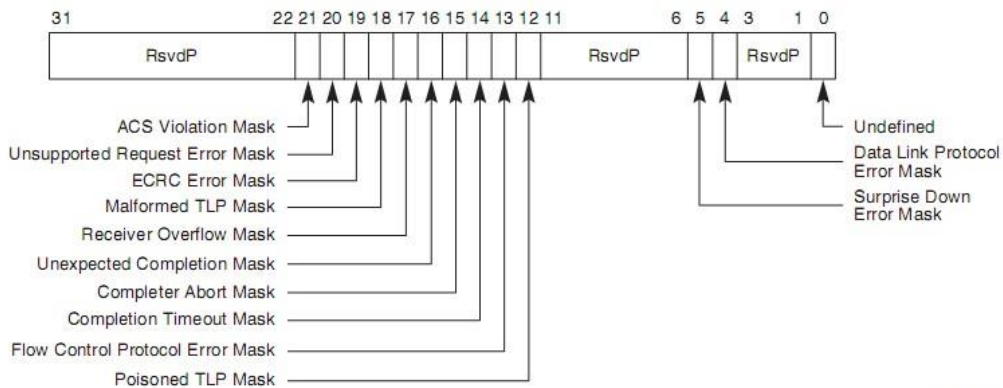 31 22 21 20 19 18 17 16 15 14 13 12 11 6 5 4 3 1 0
RsvdP RsvdP RsvdP
ACS Violation Mask
Unsupported Request Error Mask
ECRC Error Mask
Malformed TLP Mask
Receiver Overflow Mask
Unexpected Completion Mask
Completer Abort Mask
Completion Timeout Mask
Flow Control Protocol Error Mask
Poisoned TLP Mask
Undefined
Data Link Protocol
Error Mask
Surprise Down
Error Mask